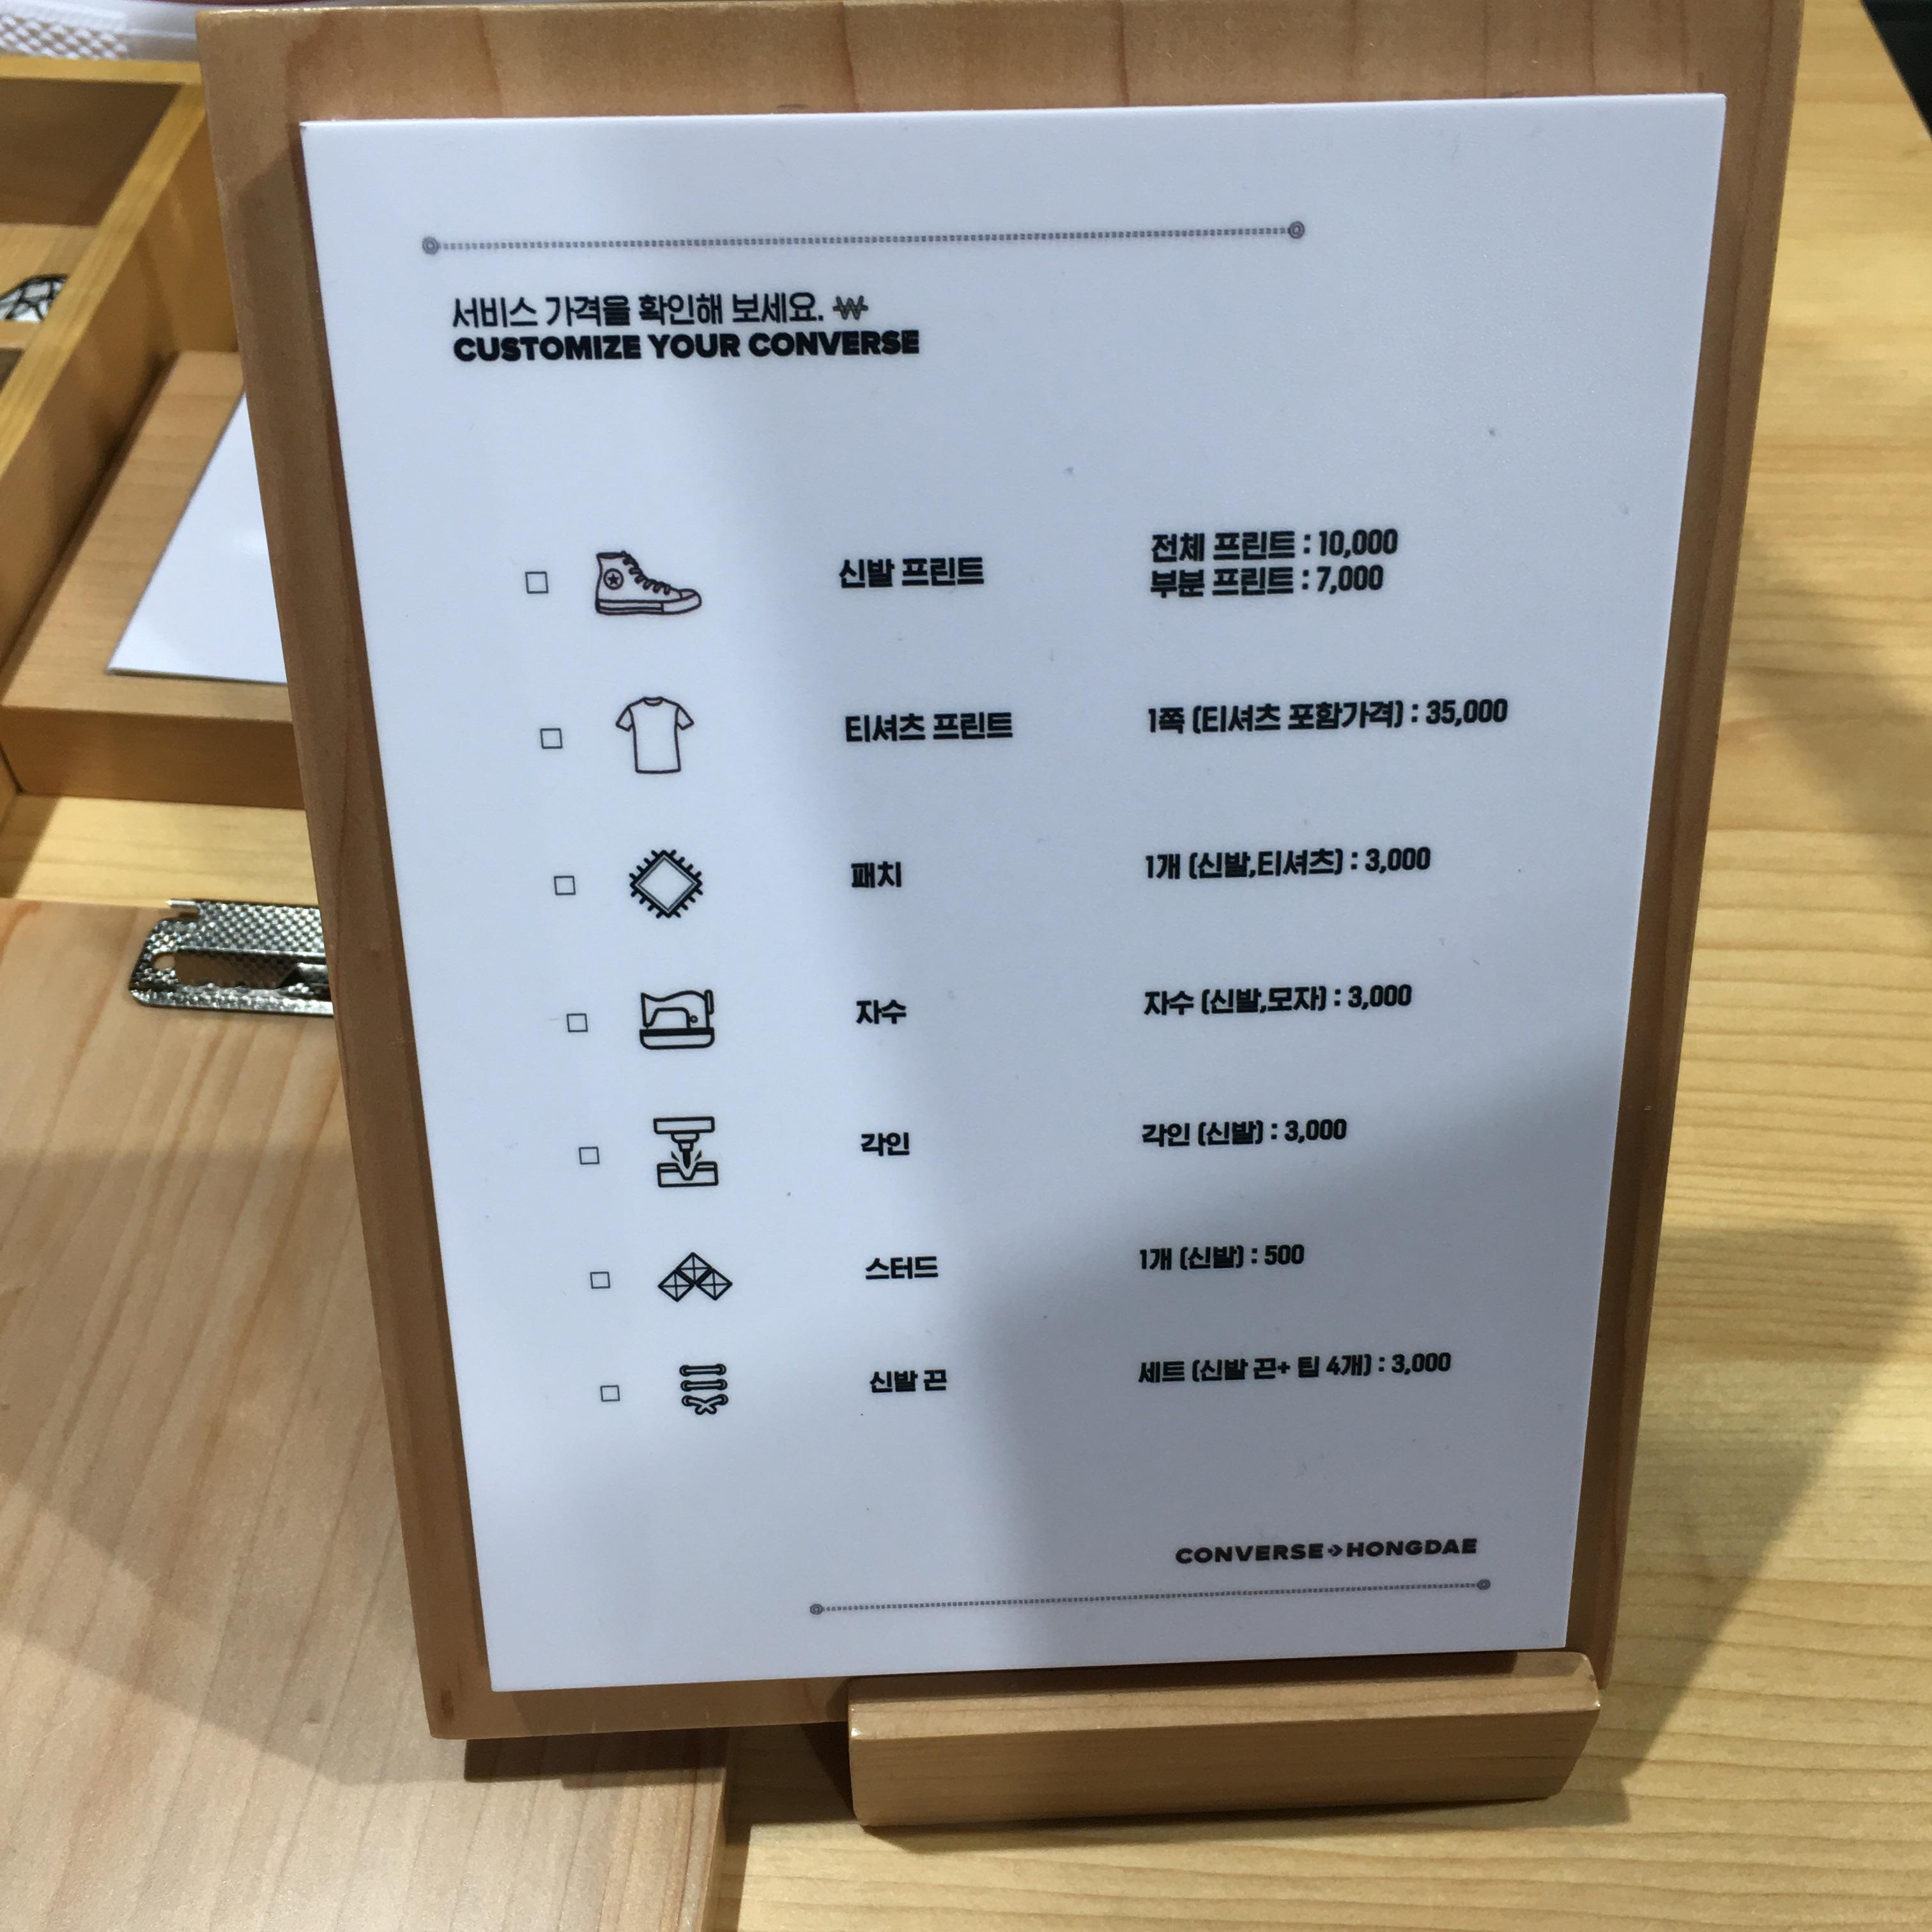 서비스 가격을 확인해 보세요. ₩
CUSTOMIZE YOUR CONVERSE
신발 프린트
전체 프린트 : 10,000
부분 프린트 : 7,000
티셔츠 프린트
1쪽 (티셔츠 포함가격) : 35,000
패치
1개 (신발,티셔츠) : 3,000
자수
자수 (신발,모자) : 3,000
각인
각인 (신발) : 3,000
스터드
1개 (신발) : 500
신발 끈
세트 (신발 끈+ 팁 4개) : 3,000
CONVERSE HONGDAE